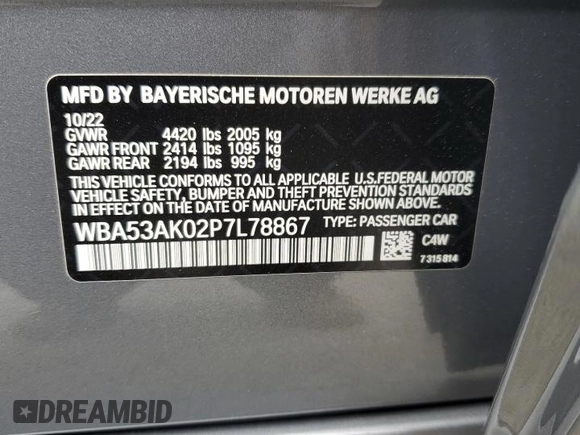 MFD BY BAYERISCHE MOTOREN WERKE AG
10/22
GVWR 4420 lbs 2005 kg
GAWR FRONT 2414 lbs 1095 kg
GAWR REAR 2194 lbs 995 kg
THIS VEHICLE CONFORMS TO ALL APPLICABLE U.S.FEDERAL MOTOR
VEHICLE SAFETY, BUMPER AND THEFT PREVENTION STANDARDS
IN EFFECT ON THE DATE OF MANUFACTURE SHOWN ABOVE.
WBA53AK02P7L78867 TYPE: PASSENGER CAR
C4W
7 315 814
DREAMBID